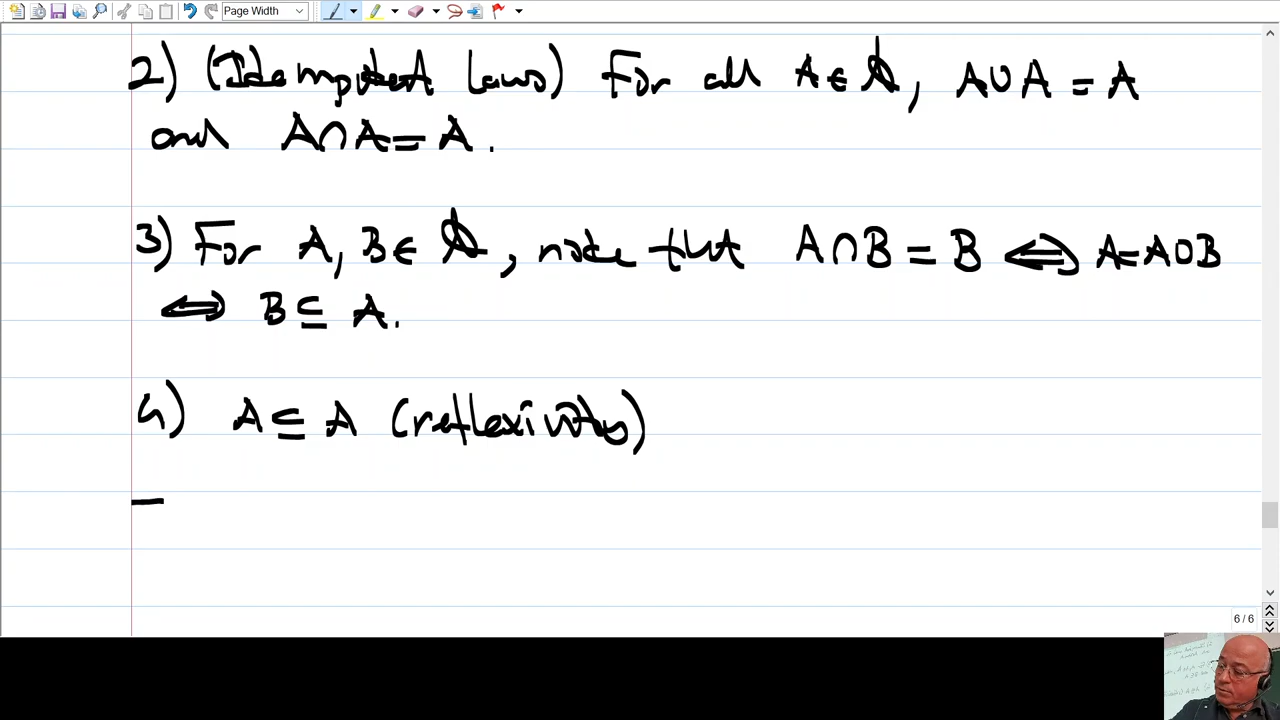 Page Width
2) (Idempotent Laws) For all A ∈ 𝔸, A∪A = A
and A∩A = A.
3) For A, B ∈ 𝔸, note that A∩B = B ⟺ A=A∪B
⟺ B ⊆ A.
4) A ⊆ A (reflexivity)
6 / 6